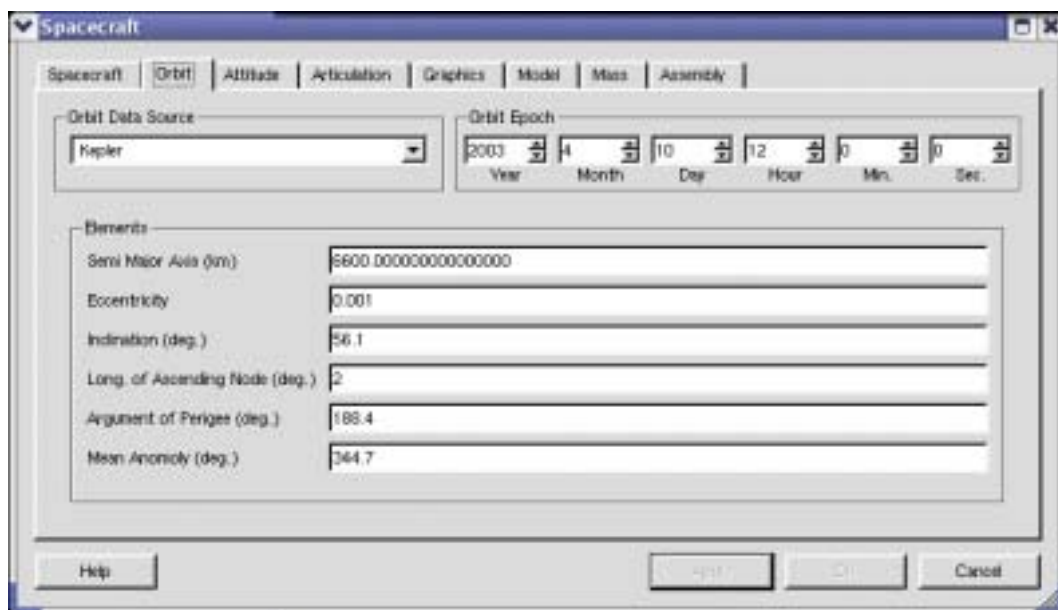 Spacecraft
Spacecraft Orbit Attitude Articulation Graphics Model Mass Assembly
Orbit Data Source
Kepler
Orbit Epoch
2003 4 10 12 0 0
Year Month Day Hour Min. Sec.
Elements
Semi Major Axis (km) 6600.000000000000000
Eccentricity 0.001
Inclination (deg.) 56.1
Long. of Ascending Node (deg.) 2
Argument of Perigee (deg.) 188.4
Mean Anomoly (deg.) 344.7
Help Cancel